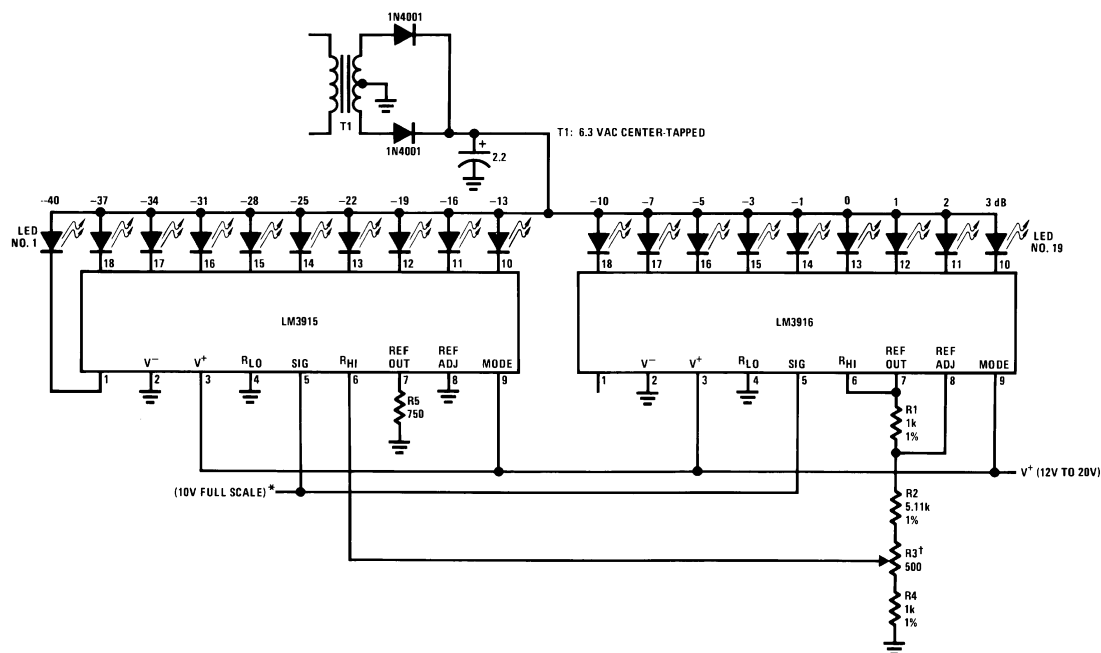 1N4001
T1
1N4001
+
2.2
T1: 6.3 VAC CENTER-TAPPED
−40 −37 −34 −31 −28 −25 −22 −19 −16 −13 −10 −7 −5 −3 −1 0 1 2 3 dB
LED
NO. 1
LED
NO. 19
18 17 16 15 14 13 12 11 10
18 17 16 15 14 13 12 11 10
LM3915
LM3916
V− V+ RLO SIG RHI REF OUT REF ADJ MODE
V− V+ RLO SIG RHI REF OUT REF ADJ MODE
1 2 3 4 5 6 7 8 9
1 2 3 4 5 6 7 8 9
R5
750
R1
1k
1%
V+ (12V TO 20V)
(10V FULL SCALE)*
R2
5.11k
1%
R3†
500
R4
1k
1%